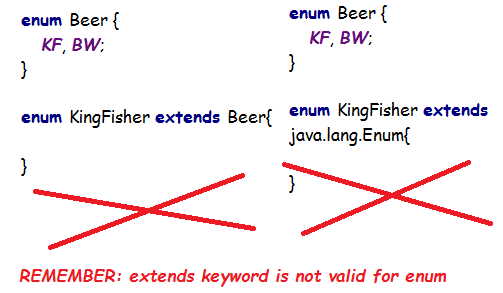 enum Beer {
KF, BW;
}
enum KingFisher extends Beer{
}
enum Beer {
KF, BW;
}
enum KingFisher extends
java.lang.Enum{
}
REMEMBER: extends keyword is not valid for enum